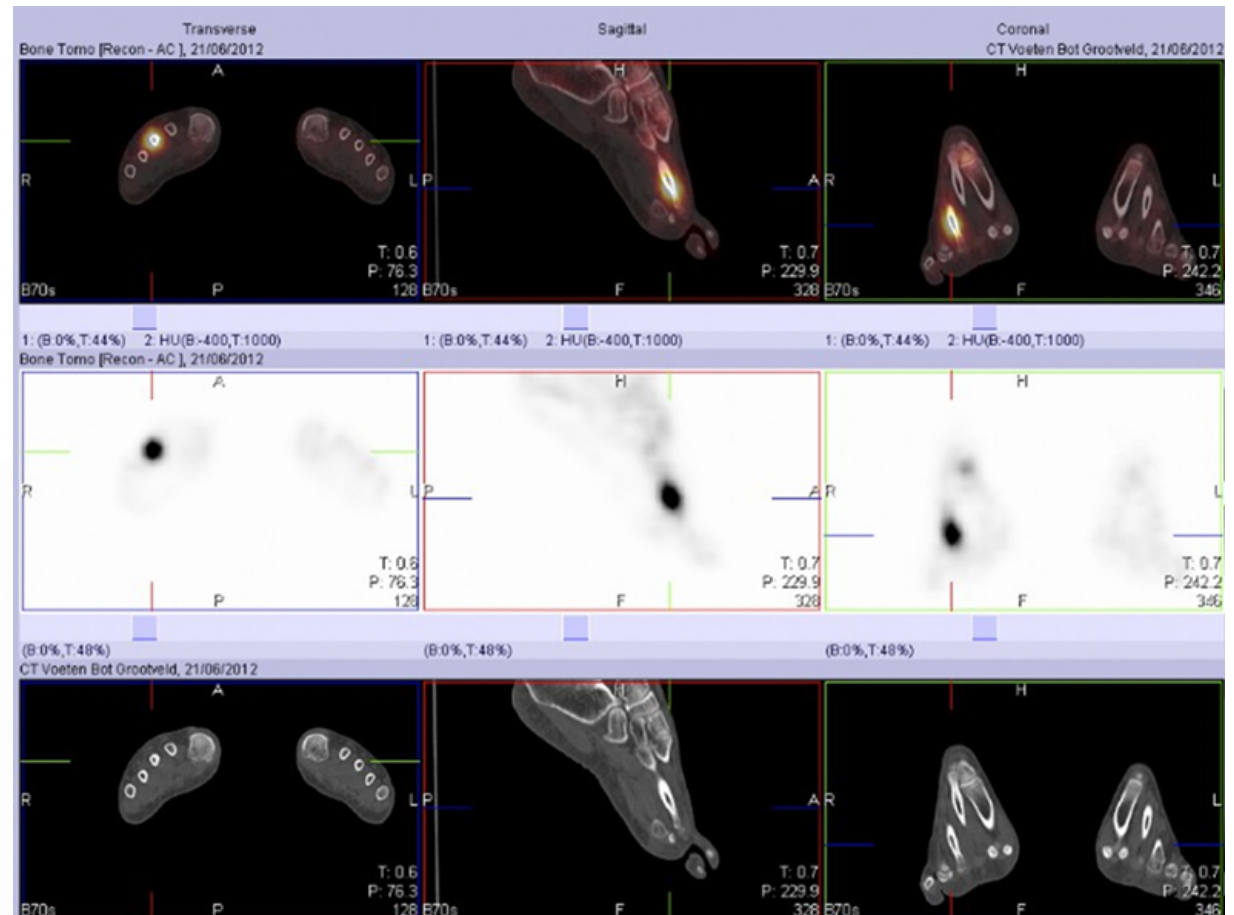 Transverse Sagittal Coronal
Bone Tomo [Recon - AC ], 21/06/2012 CT Voeten Bot Grootveld, 21/06/2012
A H H
R L P A R L
T: 0.6 T: 0.7 T: 0.7
P: 76.3 P: 229.9 P: 242.2
B70s P 128 B70s F 328 B70s F 346
1: (B:0%,T:44%) 2: HU(B:-400,T:1000) 1: (B:0%,T:44%) 2: HU(B:-400,T:1000) 1: (B:0%,T:44%) 2: HU(B:-400,T:1000)
Bone Tomo [Recon - AC ], 21/06/2012
A H H
R L P A R L
T: 0.6 T: 0.7 T: 0.7
P: 76.3 P: 229.9 P: 242.2
P 128 F 328 F 346
(B:0%,T:48%) (B:0%,T:48%) (B:0%,T:48%)
CT Voeten Bot Grootveld, 21/06/2012
A H H
R L P A R L
T: 0.6 T: 0.7 T: 0.7
P: 76.3 P: 229.9 P: 242.2
B70s P 128 B70s F 328 B70s F 346